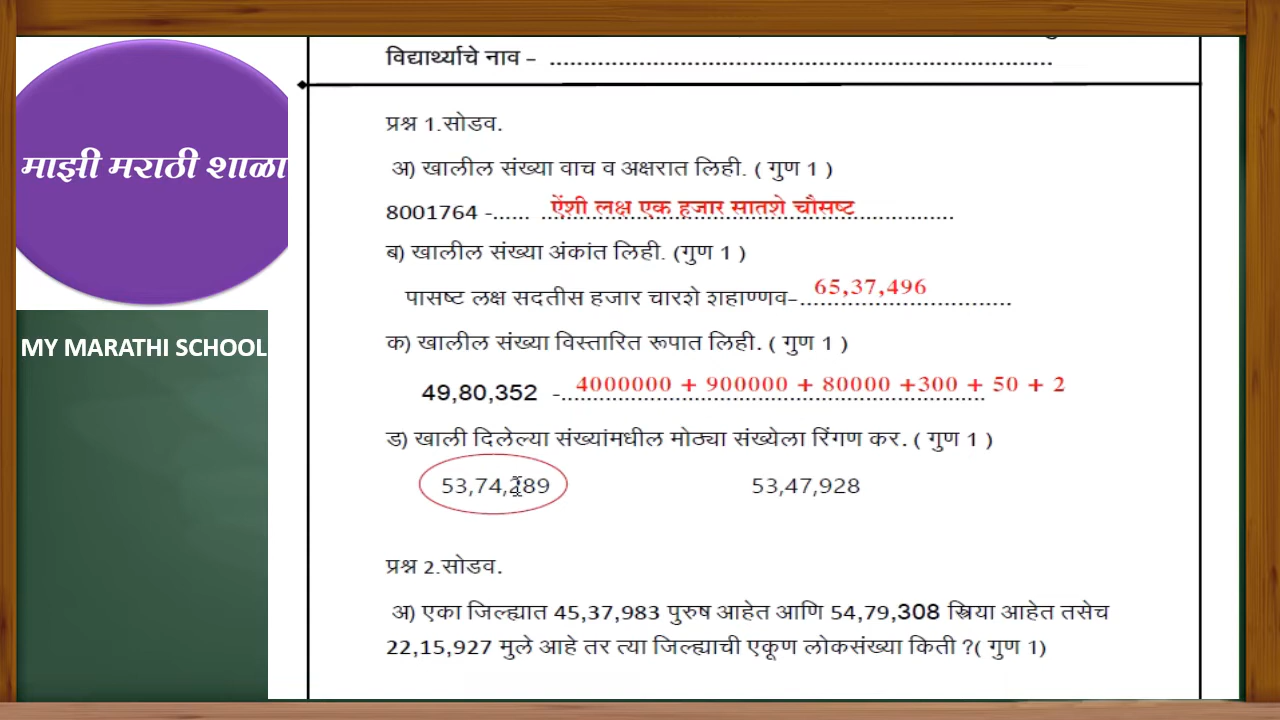 माझी मराठी शाळा
MY MARATHI SCHOOL
विद्यार्थ्याचे नाव – ..........................................................................
प्रश्न 1.सोडव.
अ) खालील संख्या वाच व अक्षरात लिही. ( गुण 1 )
8001764 -...... ऐंशी लक्ष एक हजार सातशे चौसष्ट
ब) खालील संख्या अंकांत लिही. (गुण 1 )
पासष्ट लक्ष सदतीस हजार चारशे शहाण्णव– 65,37,496
क) खालील संख्या विस्तारित रूपात लिही. ( गुण 1 )
49,80,352 - 4000000 + 900000 + 80000 +300 + 50 + 2
ड) खाली दिलेल्या संख्यांमधील मोठ्या संख्येला रिंगण कर. ( गुण 1 )
53,74,289 53,47,928
प्रश्न 2.सोडव.
अ) एका जिल्ह्यात 45,37,983 पुरुष आहेत आणि 54,79,308 स्त्रिया आहेत तसेच
22,15,927 मुले आहे तर त्या जिल्ह्याची एकूण लोकसंख्या किती ?( गुण 1)